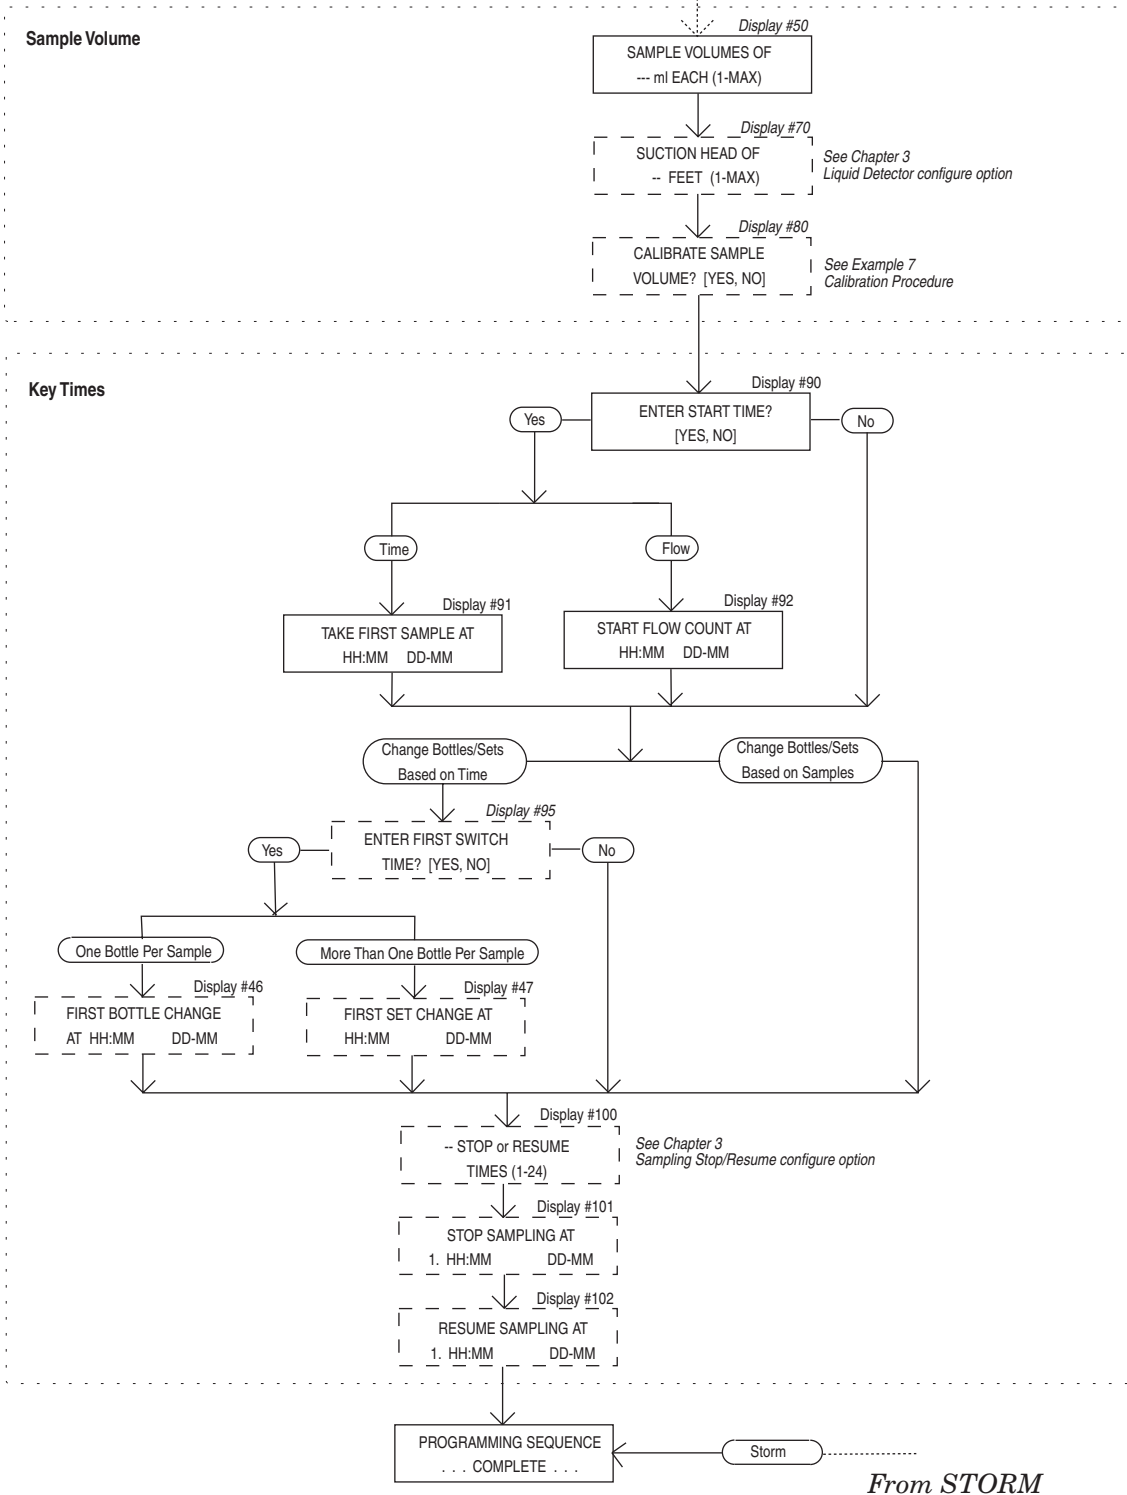 Sample Volume
Display #50
SAMPLE VOLUMES OF
--- ml EACH (1-MAX)
Display #70
SUCTION HEAD OF
-- FEET (1-MAX)
See Chapter 3
Liquid Detector configure option
Display #80
CALIBRATE SAMPLE
VOLUME? [YES, NO]
See Example 7
Calibration Procedure
Key Times
Display #90
ENTER START TIME?
[YES, NO]
Yes
No
Time
Flow
Display #91
TAKE FIRST SAMPLE AT
HH:MM DD-MM
Display #92
START FLOW COUNT AT
HH:MM DD-MM
Change Bottles/Sets
Based on Time
Change Bottles/Sets
Based on Samples
Display #95
ENTER FIRST SWITCH
TIME? [YES, NO]
Yes
No
One Bottle Per Sample
More Than One Bottle Per Sample
Display #46
FIRST BOTTLE CHANGE
AT HH:MM DD-MM
Display #47
FIRST SET CHANGE AT
HH:MM DD-MM
Display #100
-- STOP or RESUME
TIMES (1-24)
See Chapter 3
Sampling Stop/Resume configure option
Display #101
STOP SAMPLING AT
1. HH:MM DD-MM
Display #102
RESUME SAMPLING AT
1. HH:MM DD-MM
PROGRAMMING SEQUENCE
. . . COMPLETE . . .
Storm
From STORM